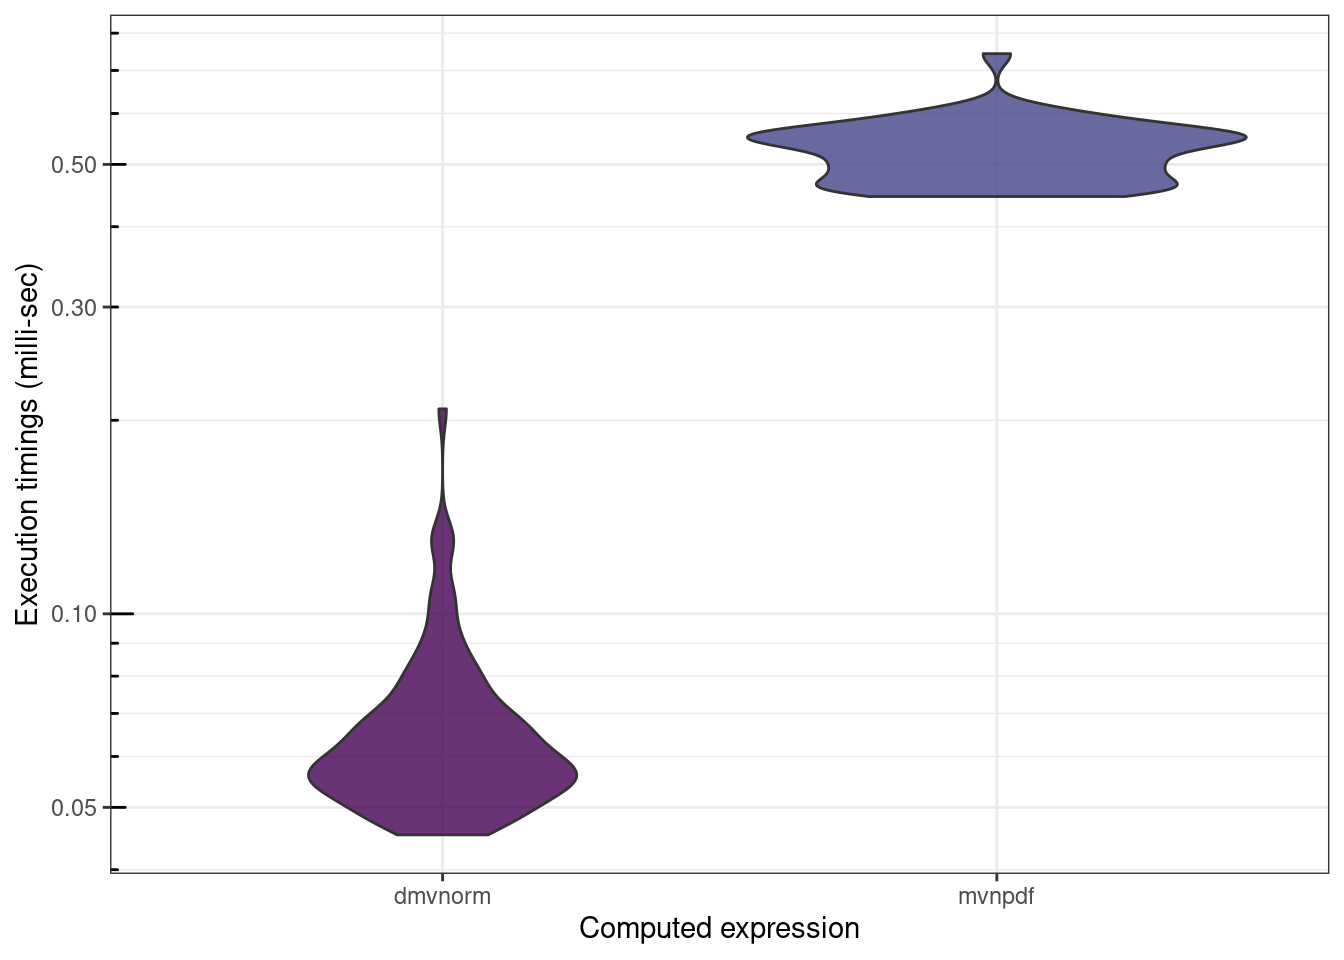 Execution timings (milli-sec)
0.50
0.30
0.10
0.05
dmvnorm
mvnpdf
Computed expression